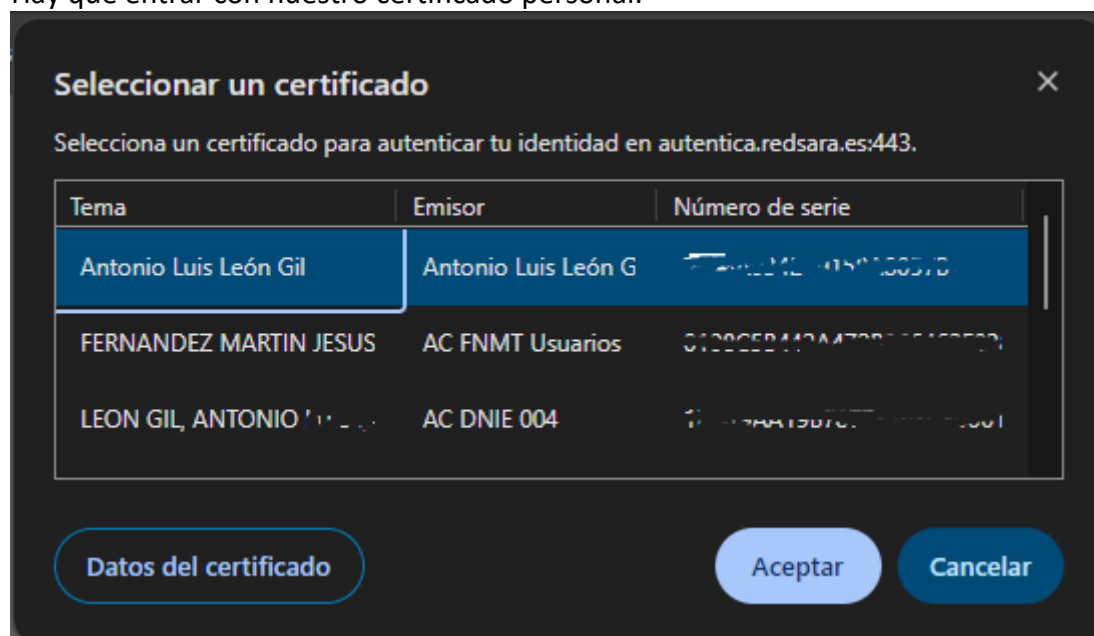 Hay que entrar con nuestro certificado personal.
Seleccionar un certificado
Selecciona un certificado para autenticar tu identidad en autentica.redsara.es:443.
Tema Emisor Número de serie
Antonio Luis León Gil Antonio Luis León G
FERNANDEZ MARTIN JESUS AC FNMT Usuarios
LEON GIL, ANTONIO AC DNIE 004
Datos del certificado Aceptar Cancelar